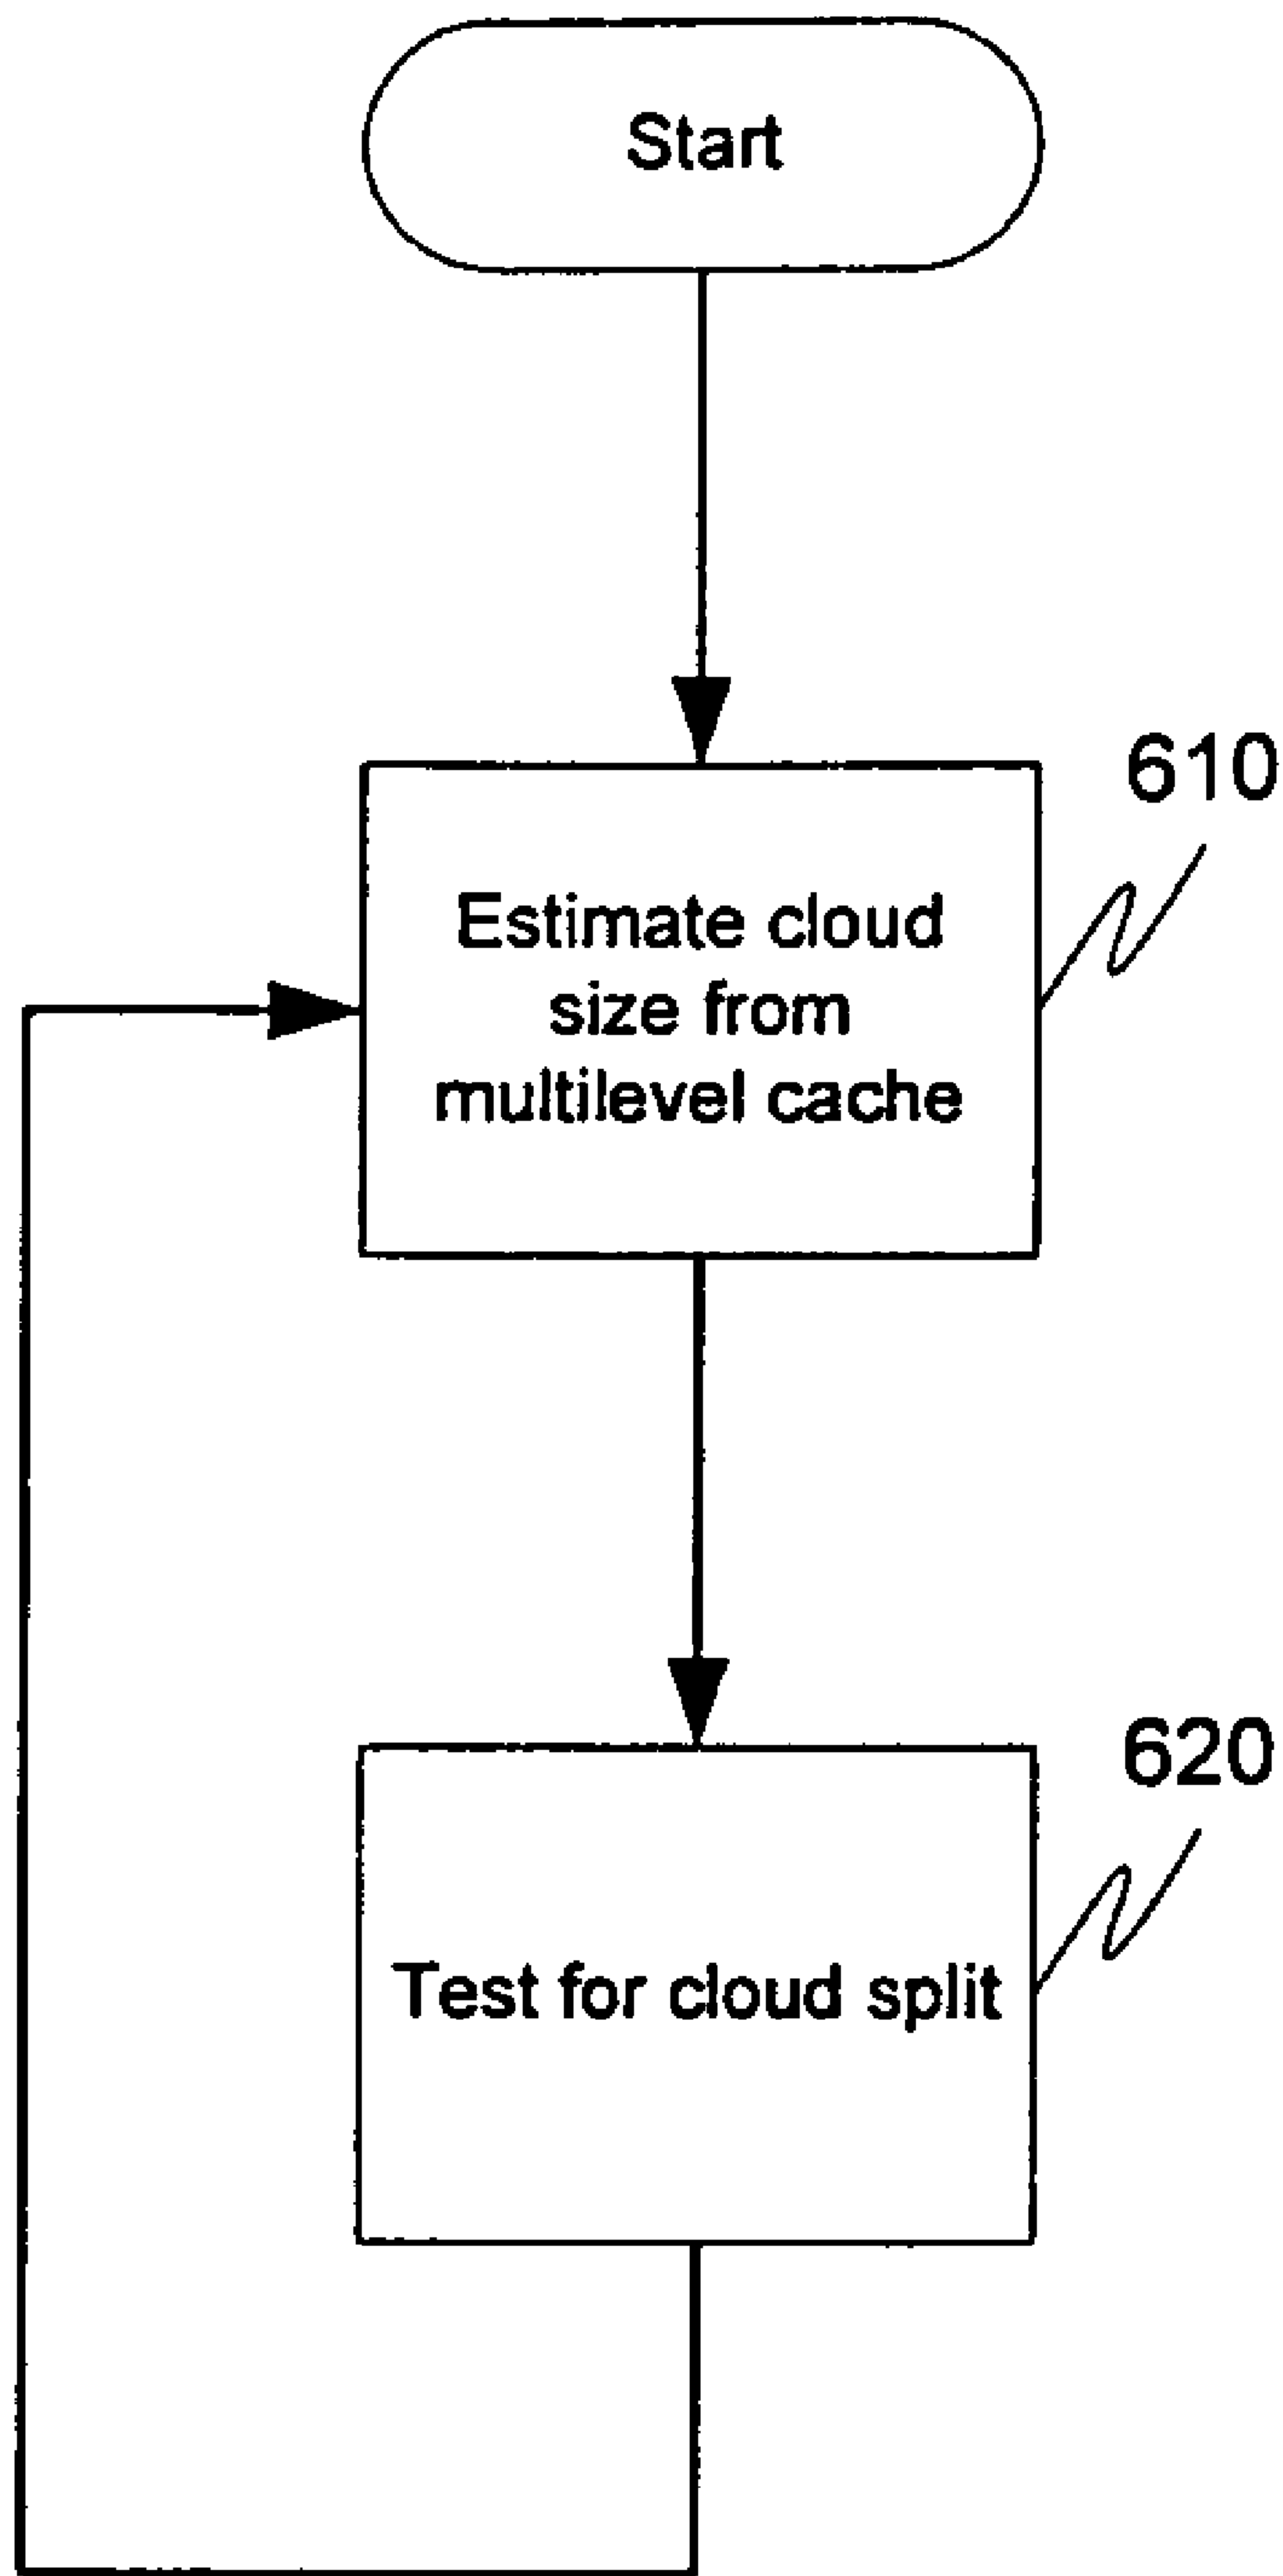 Start
610
Estimate cloud
size from
multilevel cache
620
Test for cloud split